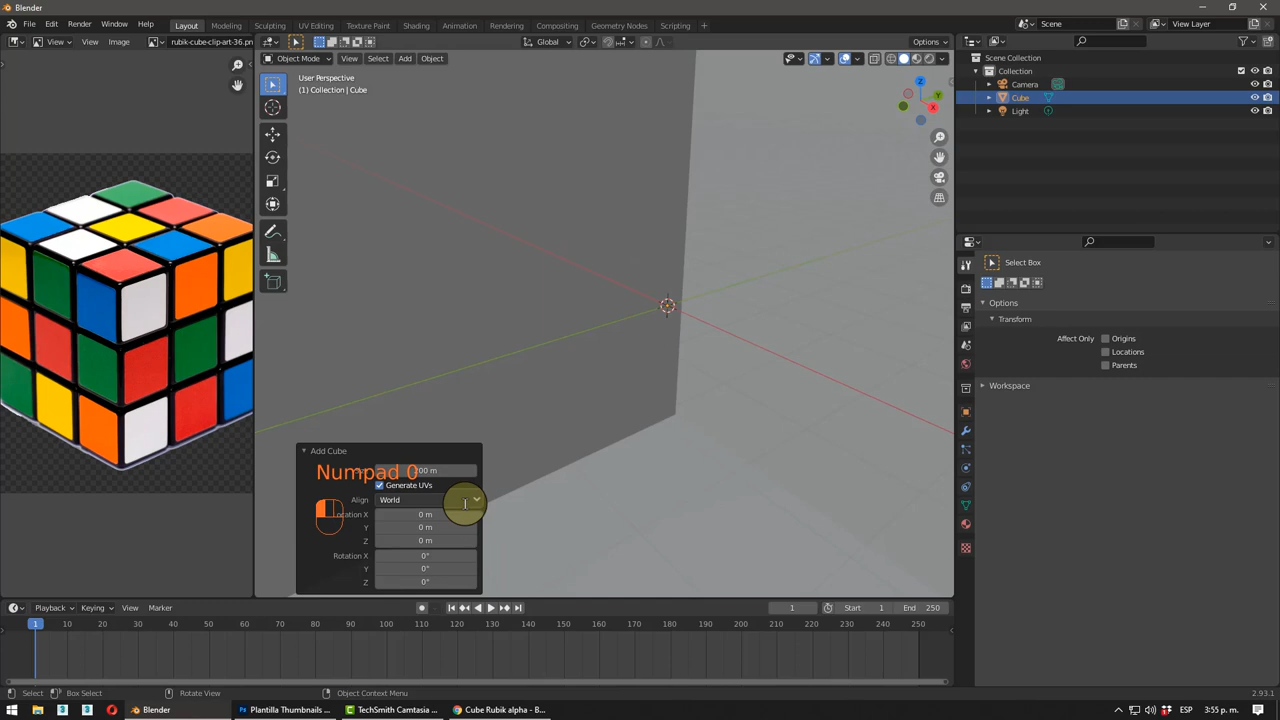 Blender
File Edit Render Window Help Layout Modeling Sculpting UV Editing Texture Paint Shading Animation Rendering Compositing Geometry Nodes Scripting + Scene View Layer
View View Image rubik-cube-clip-art-36.pn Global Options
Object Mode View Select Add Object
User Perspective
(1) Collection | Cube
Z
Y
X
Scene Collection
Collection
Camera
Cube
Light
Select Box
Options
Transform
Affect Only Origins
Locations
Parents
Workspace
Add Cube
200 m
Numpad 0
Generate UVs
Align World
Location X 0 m
Y 0 m
Z 0 m
Rotation X 0°
Y 0°
Z 0°
Playback Keying View Marker 1 Start 1 End 250
1 10 20 30 40 50 60 70 80 90 100 110 120 130 140 150 160 170 180 190 200 210 220 230 240 250
Select Box Select Rotate View Object Context Menu 2.93.1
Blender Plantilla Thumbnails ... TechSmith Camtasia ... Cube Rubik alpha - B... ESP 3:55 p. m.